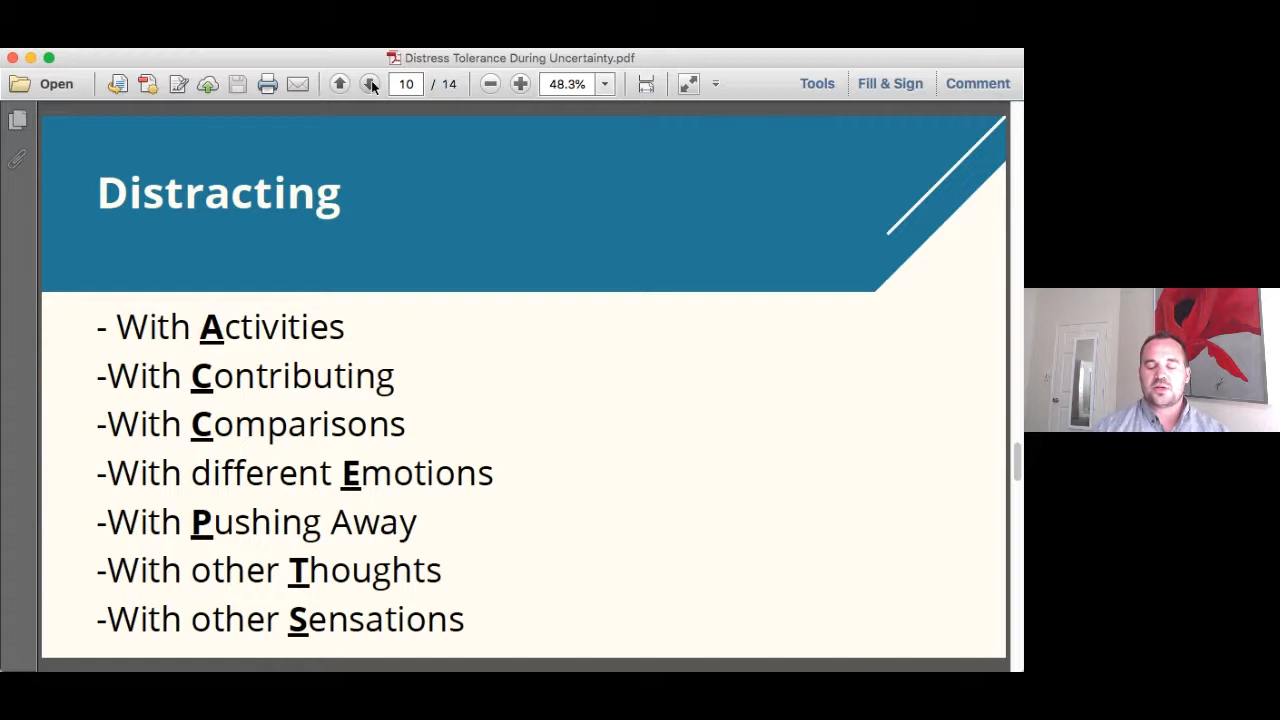 Distress Tolerance During Uncertainty.pdf
Open 10 / 14 48.3% Tools Fill & Sign Comment
Distracting
- With Activities
-With Contributing
-With Comparisons
-With different Emotions
-With Pushing Away
-With other Thoughts
-With other Sensations